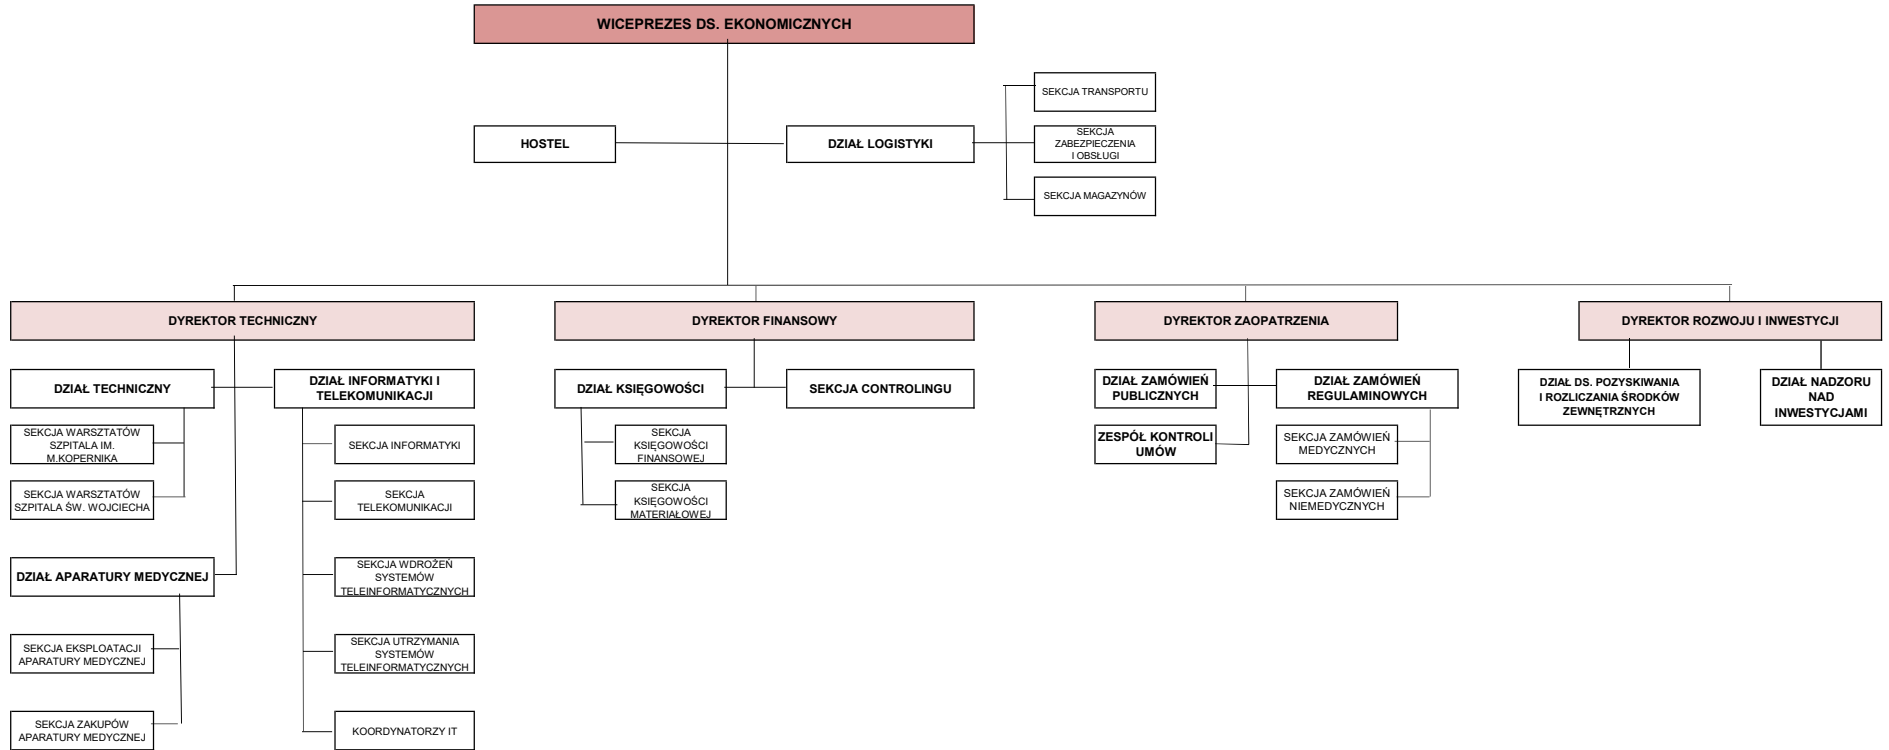 WICEPREZES DS. EKONOMICZNYCH
SEKCJA TRANSPORTU
HOSTEL
DZIAŁ LOGISTYKI
SEKCJA
ZABEZPIECZENIA
I OBSŁUGI
SEKCJA MAGAZYNÓW
DYREKTOR TECHNICZNY
DYREKTOR FINANSOWY
DYREKTOR ZAOPATRZENIA
DYREKTOR ROZWOJU I INWESTYCJI
DZIAŁ TECHNICZNY
DZIAŁ INFORMATYKI I
TELEKOMUNIKACJI
DZIAŁ KSIĘGOWOŚCI
SEKCJA CONTROLINGU
DZIAŁ ZAMÓWIEŃ
PUBLICZNYCH
DZIAŁ ZAMÓWIEŃ
REGULAMINOWYCH
DZIAŁ DS. POZYSKIWANIA
I ROZLICZANIA ŚRODKÓW
ZEWNĘTRZNYCH
DZIAŁ NADZORU
NAD
INWESTYCJAMI
SEKCJA WARSZTATÓW
SZPITALA IM.
M.KOPERNIKA
SEKCJA INFORMATYKI
SEKCJA
KSIĘGOWOŚCI
FINANSOWEJ
ZESPÓŁ KONTROLI
UMÓW
SEKCJA ZAMÓWIEŃ
MEDYCZNYCH
SEKCJA WARSZTATÓW
SZPITALA ŚW. WOJCIECHA
SEKCJA
TELEKOMUNIKACJI
SEKCJA
KSIĘGOWOŚCI
MATERIAŁOWEJ
SEKCJA ZAMÓWIEŃ
NIEMEDYCZNYCH
DZIAŁ APARATURY MEDYCZNEJ
SEKCJA WDROŻEŃ
SYSTEMÓW
TELEINFORMATYCZNYCH
SEKCJA EKSPLOATACJI
APARATURY MEDYCZNEJ
SEKCJA UTRZYMANIA
SYSTEMÓW
TELEINFORMATYCZNYCH
SEKCJA ZAKUPÓW
APARATURY MEDYCZNEJ
KOORDYNATORZY IT